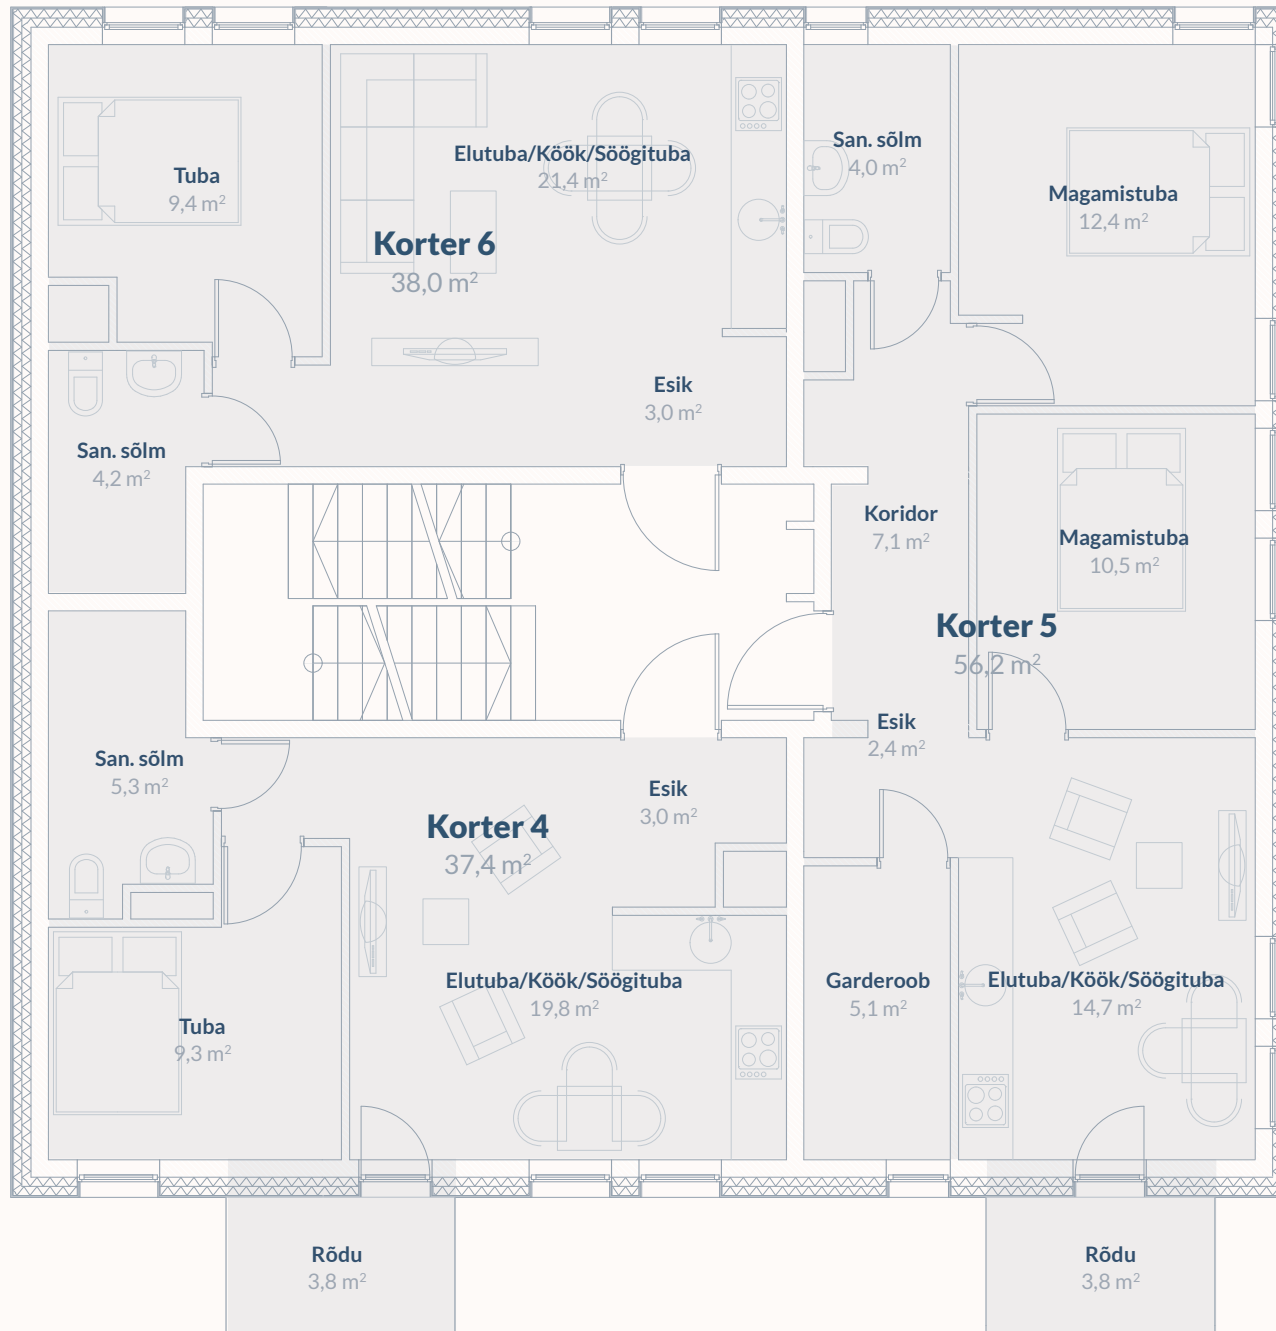 San. sõlm
4,0 m²
Elutuba/Köök/Söögituba
21,4 m²
Tuba
9,4 m²
Magamistuba
12,4 m²
Korter 6
38,0 m²
Esik
3,0 m²
San. sõlm
4,2 m²
Koridor
7,1 m²
Magamistuba
10,5 m²
Korter 5
56,2 m²
Esik
2,4 m²
San. sõlm
5,3 m²
Esik
3,0 m²
Korter 4
37,4 m²
Elutuba/Köök/Söögituba
19,8 m²
Garderoob
5,1 m²
Elutuba/Köök/Söögituba
14,7 m²
Tuba
9,3 m²
Rõdu
3,8 m²
Rõdu
3,8 m²